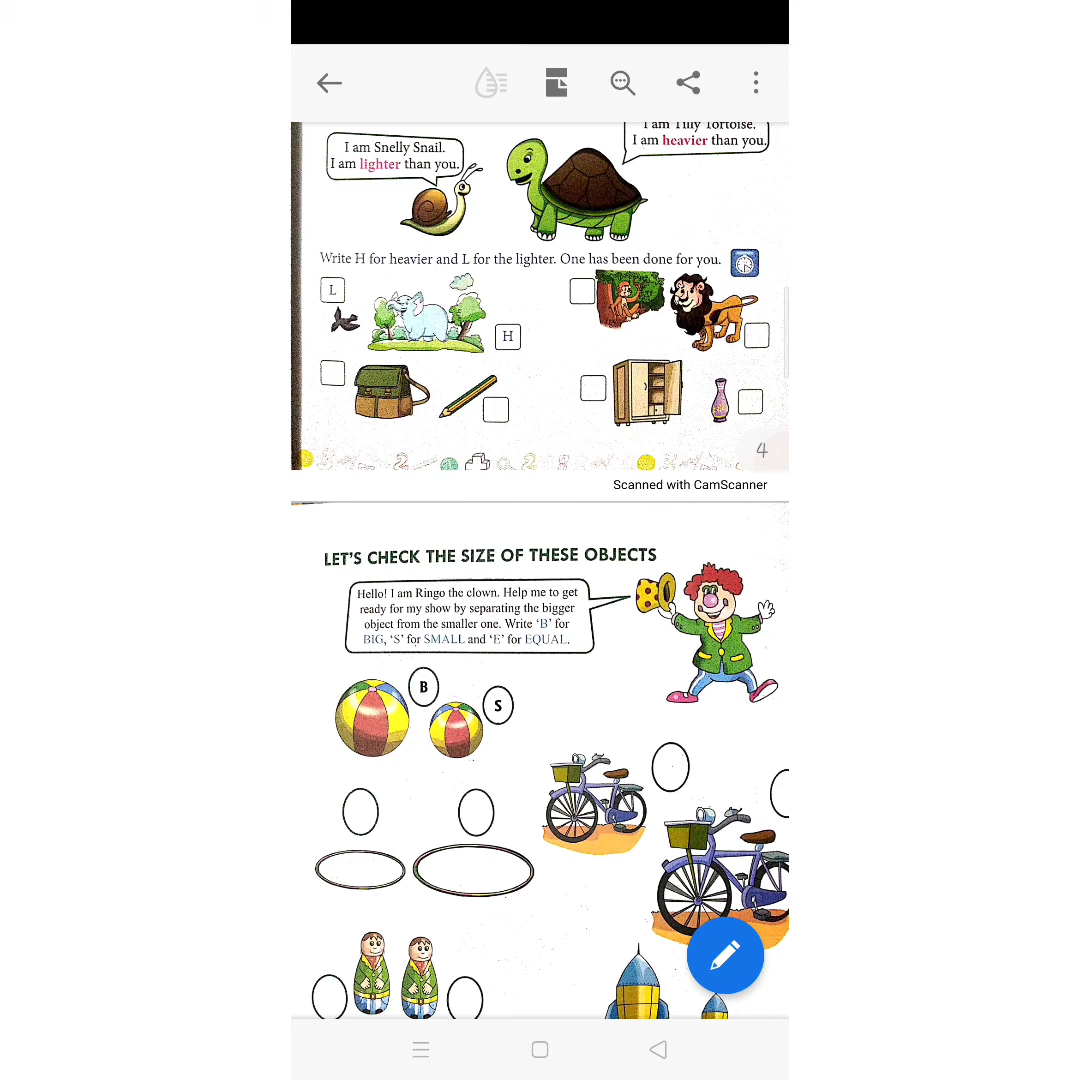 I am Tilly Tortoise.
I am heavier than you.
I am Snelly Snail.
I am lighter than you.
Write H for heavier and L for the lighter. One has been done for you.
L
H
4
Scanned with CamScanner
LET'S CHECK THE SIZE OF THESE OBJECTS
Hello! I am Ringo the clown. Help me to get
ready for my show by separating the bigger
object from the smaller one. Write 'B' for
BIG, 'S' for SMALL and 'E' for EQUAL.
B
S